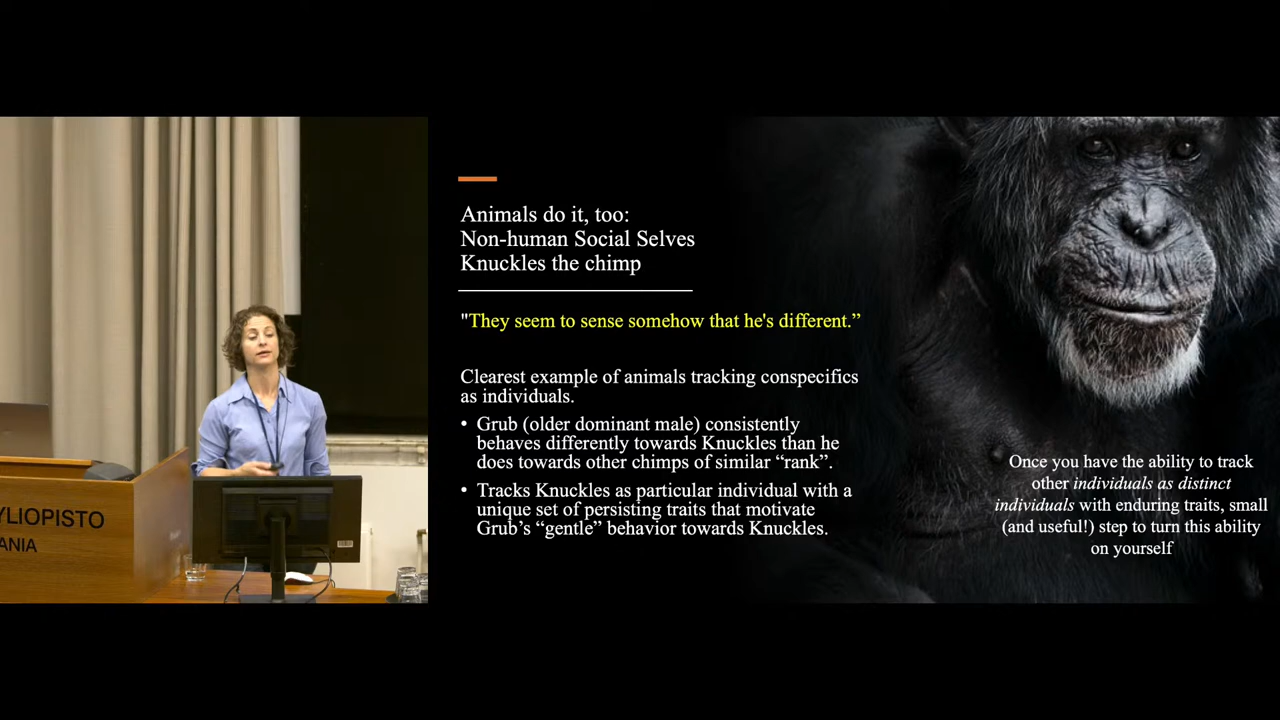 Animals do it, too:
Non-human Social Selves
Knuckles the chimp
"They seem to sense somehow that he's different.”
Clearest example of animals tracking conspecifics
as individuals.
• Grub (older dominant male) consistently
behaves differently towards Knuckles than he
does towards other chimps of similar “rank”.
• Tracks Knuckles as particular individual with a
unique set of persisting traits that motivate
Grub’s “gentle” behavior towards Knuckles.
Once you have the ability to track
other individuals as distinct
individuals with enduring traits, small
(and useful!) step to turn this ability
on yourself
YLIOPISTO
ANIA